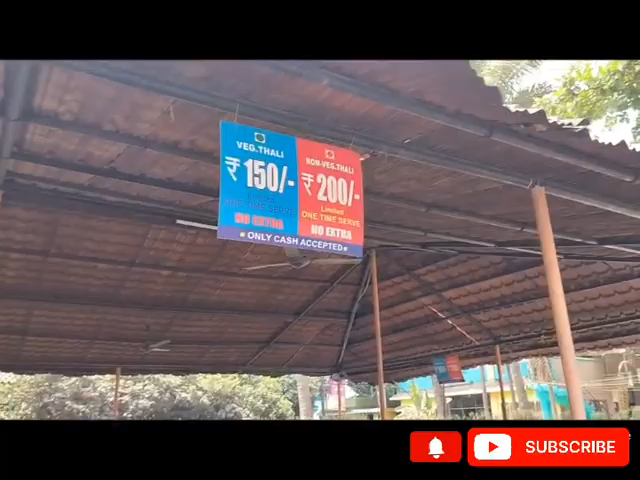 VEG.THALI
₹150/-
NO EXTRA
NON-VEG.THALI
₹200/-
Limited
ONE TIME SERVE
NO EXTRA
ONLY CASH ACCEPTED
SUBSCRIBE